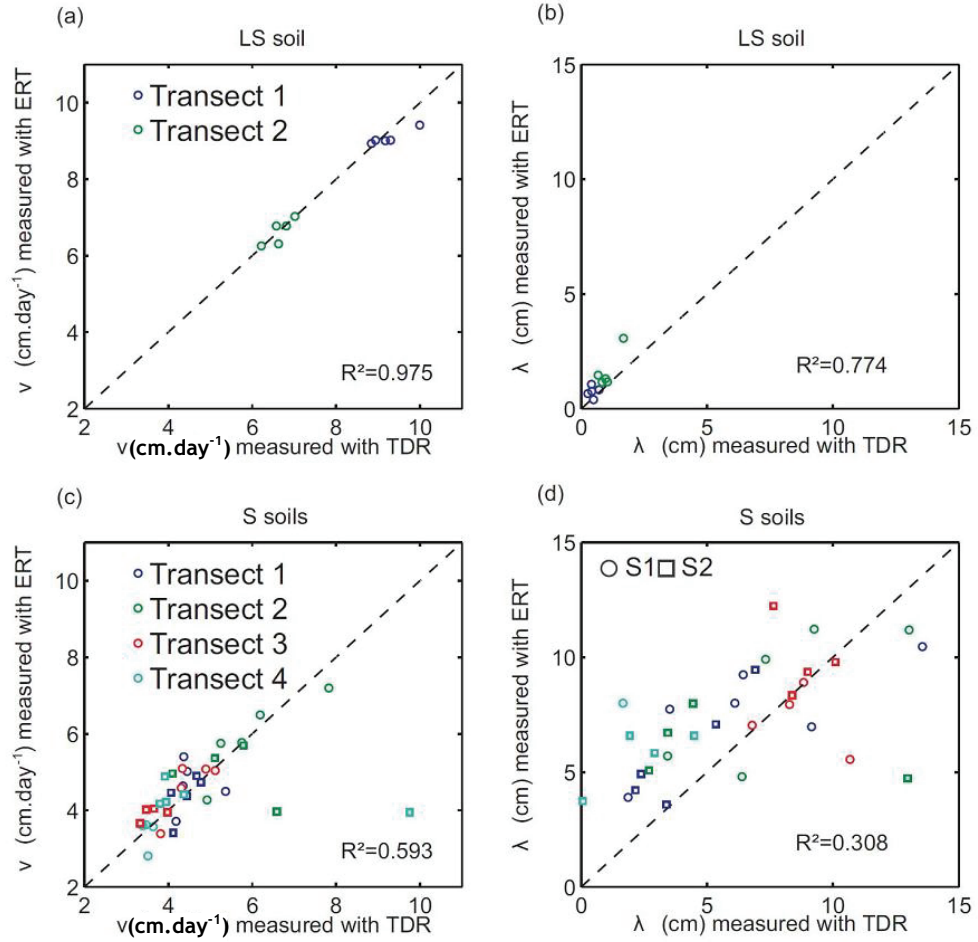 (a)
LS soil
v (cm.day⁻¹) measured with ERT
10
8
6
4
2
Transect 1
Transect 2
R²=0.975
2 4 6 8 10
v(cm.day⁻¹) measured with TDR
(b)
LS soil
λ (cm) measured with ERT
15
10
5
0
R²=0.774
0 5 10 15
λ (cm) measured with TDR
(c)
S soils
v (cm.day⁻¹) measured with ERT
10
8
6
4
2
Transect 1
Transect 2
Transect 3
Transect 4
R²=0.593
2 4 6 8 10
v(cm.day⁻¹) measured with TDR
(d)
S soils
λ (cm) measured with ERT
15
10
5
0
S1 S2
R²=0.308
0 5 10 15
λ (cm) measured with TDR